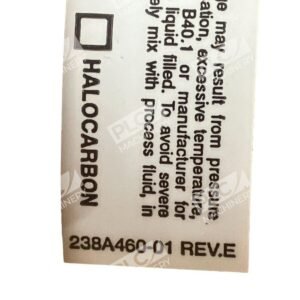 ge may result from pressure
ation, excessive temperature,
B40.1 or manufacturer for
liquid filled. To avoid severe
ely mix with process fluid, in
HALOCARBON
238A460-01 REV.E